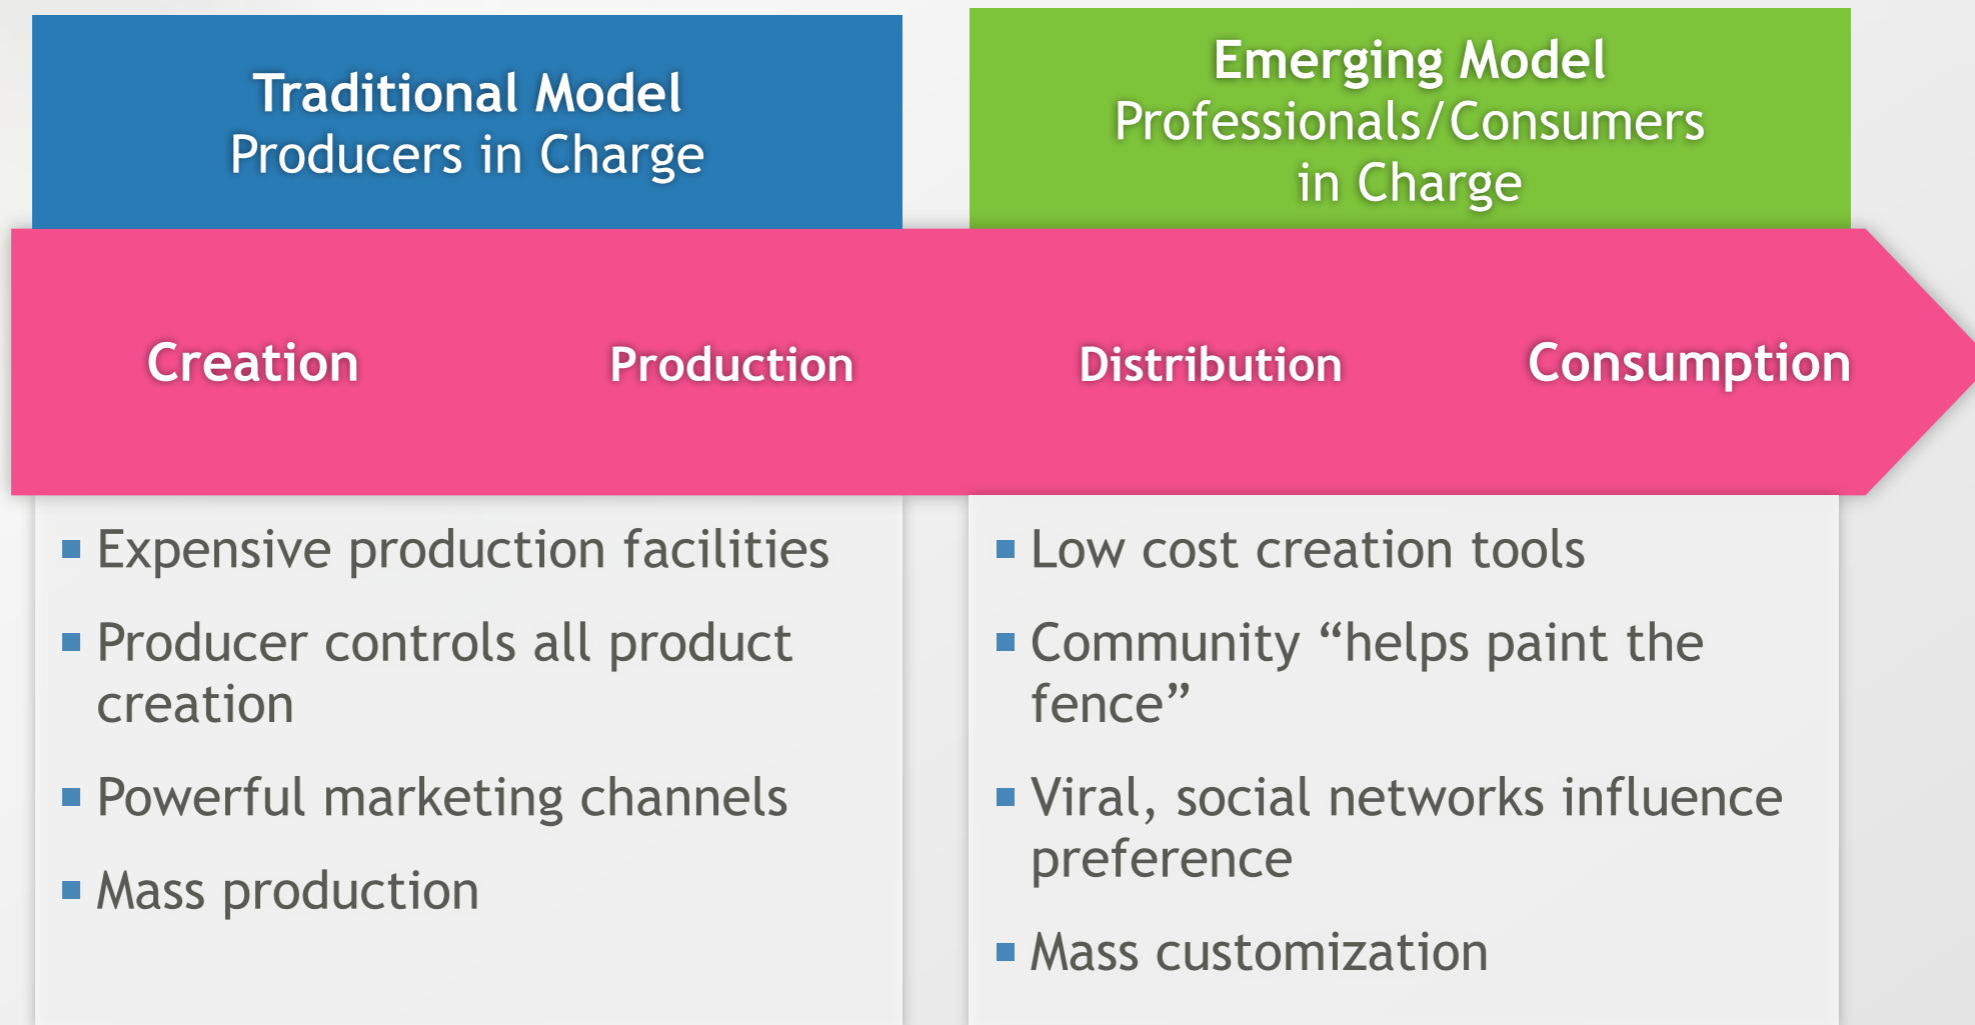 Traditional Model
Producers in Charge
Emerging Model
Professionals/Consumers
in Charge
Creation
Production
Distribution
Consumption
▪ Expensive production facilities
▪ Producer controls all product
creation
▪ Powerful marketing channels
▪ Mass production
▪ Low cost creation tools
▪ Community “helps paint the
fence”
▪ Viral, social networks influence
preference
▪ Mass customization